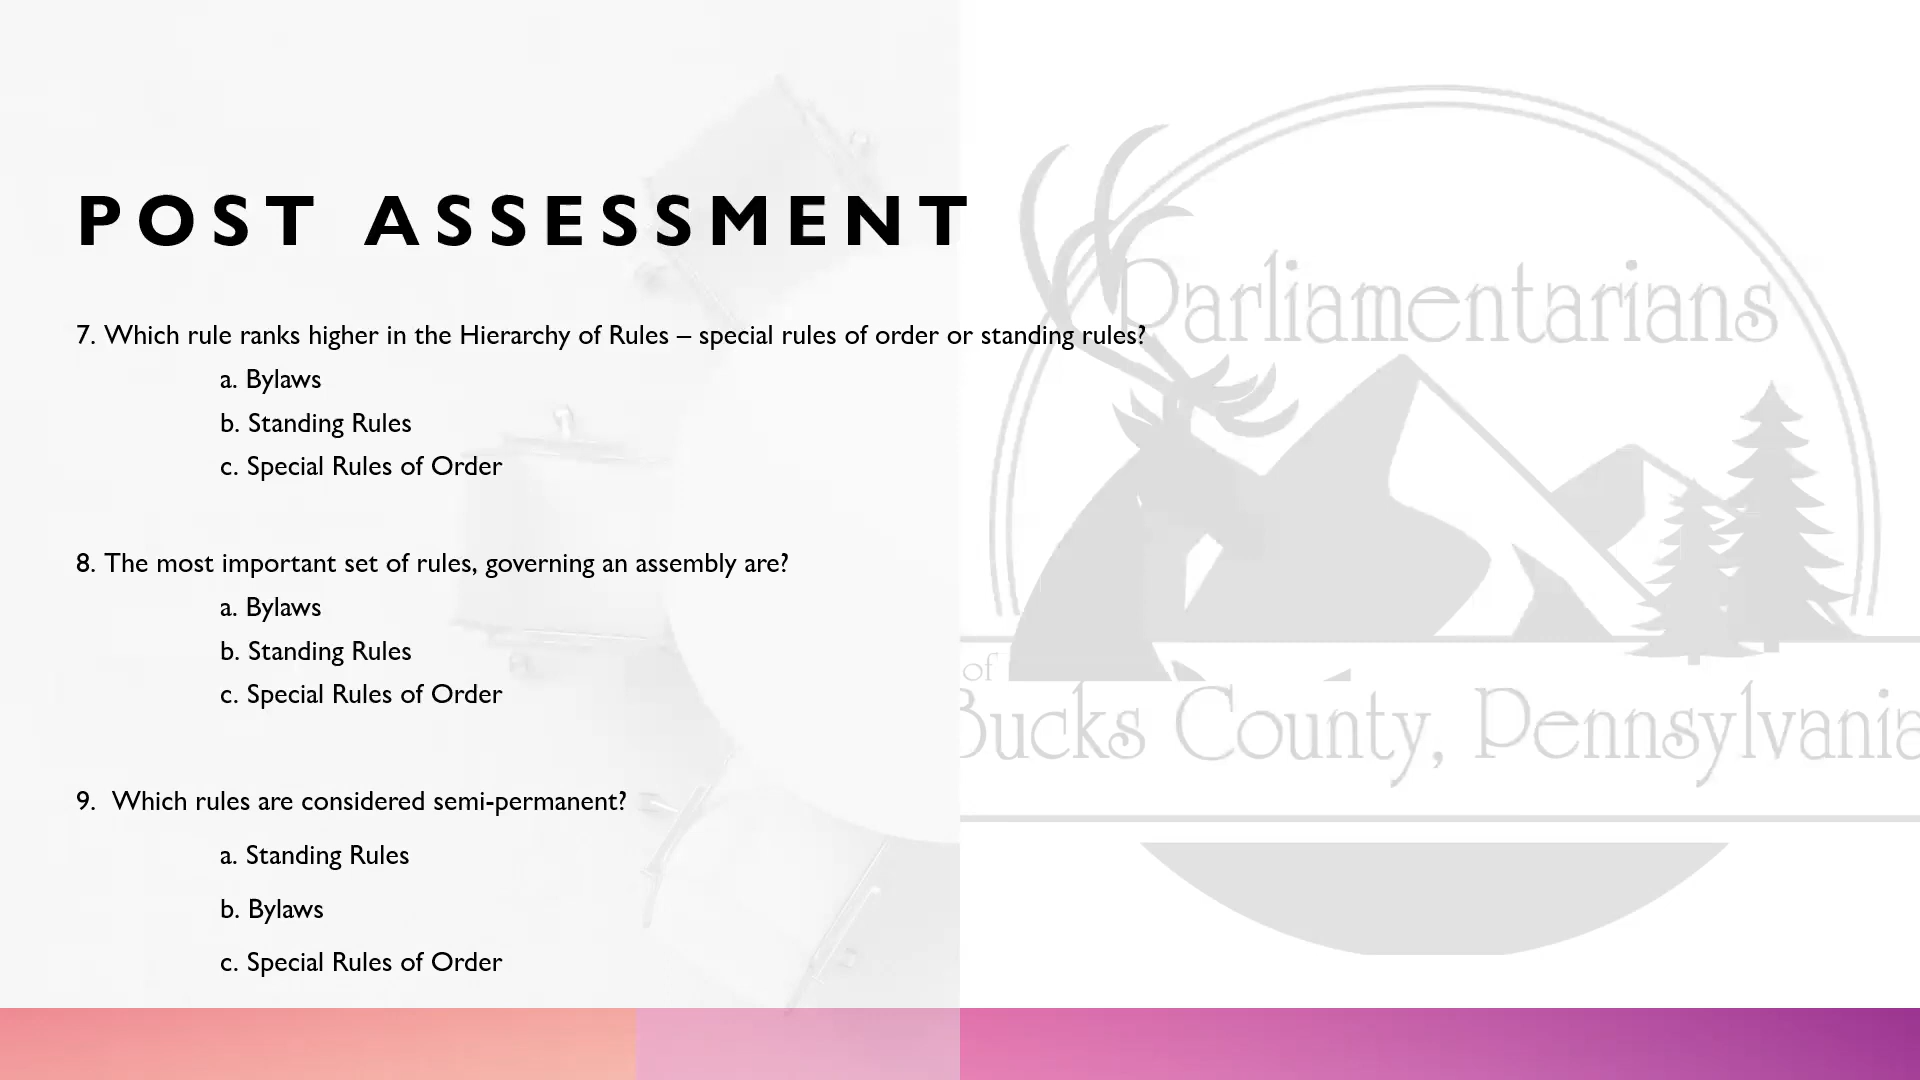 POST ASSESSMENT
7. Which rule ranks higher in the Hierarchy of Rules – special rules of order or standing rules?
a. Bylaws
b. Standing Rules
c. Special Rules of Order
8. The most important set of rules, governing an assembly are?
a. Bylaws
b. Standing Rules
c. Special Rules of Order
9. Which rules are considered semi-permanent?
a. Standing Rules
b. Bylaws
c. Special Rules of Order
Parliamentarians
of
Bucks County, Pennsylvania